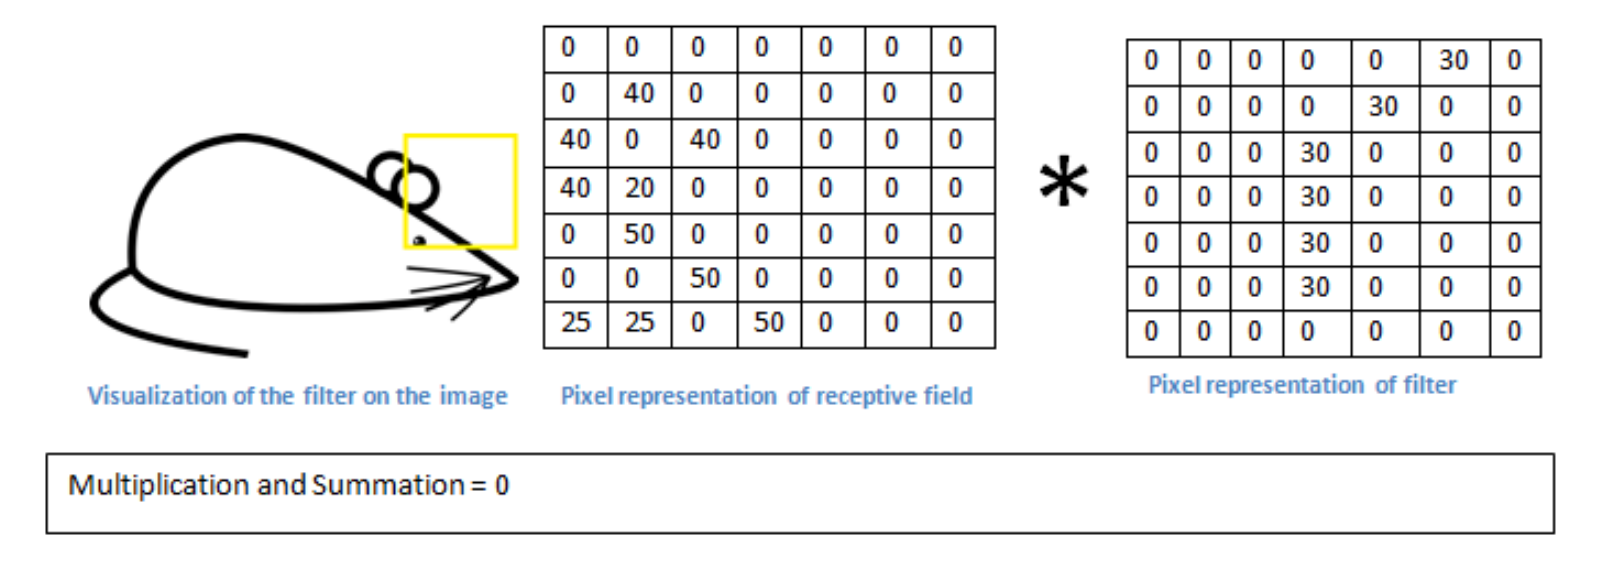 0 0 0 0 0 0 0
0 40 0 0 0 0 0
40 0 40 0 0 0 0
40 20 0 0 0 0 0
0 50 0 0 0 0 0
0 0 50 0 0 0 0
25 25 0 50 0 0 0
*
0 0 0 0 0 30 0
0 0 0 0 30 0 0
0 0 0 30 0 0 0
0 0 0 30 0 0 0
0 0 0 30 0 0 0
0 0 0 30 0 0 0
0 0 0 0 0 0 0
Visualization of the filter on the image
Pixel representation of receptive field
Pixel representation of filter
Multiplication and Summation = 0